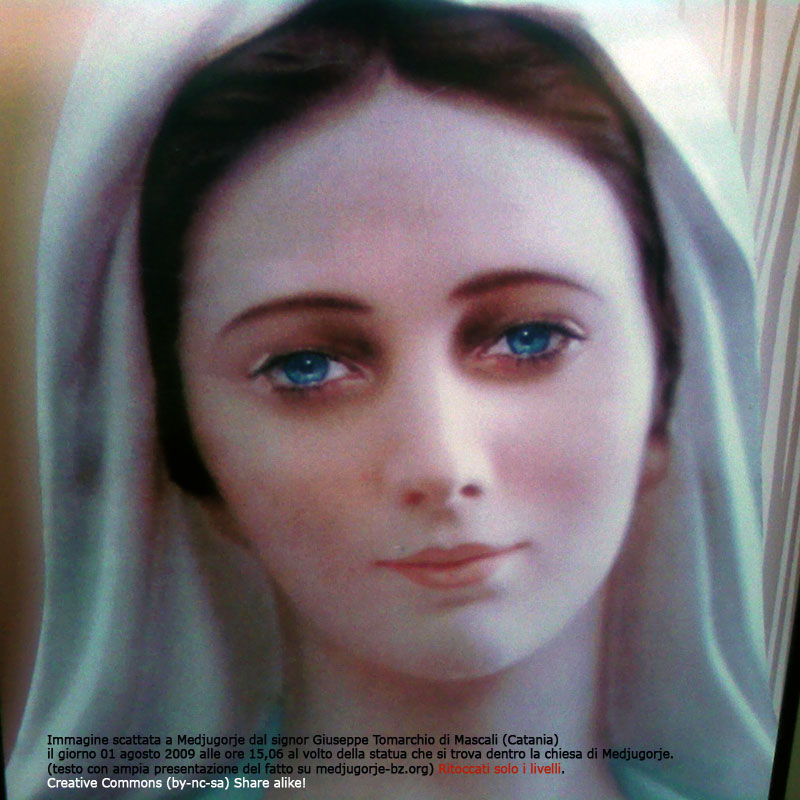 Immagine scattata a Medjugorje dal signor Giuseppe Tomarchio di Mascali (Catania)
il giorno 01 agosto 2009 alle ore 15,06 al volto della statua che si trova dentro la chiesa di Medjugorje.
(testo con ampia presentazione del fatto su medjugorje-bz.org) Ritoccati solo i livelli.
Creative Commons (by-nc-sa) Share alike!